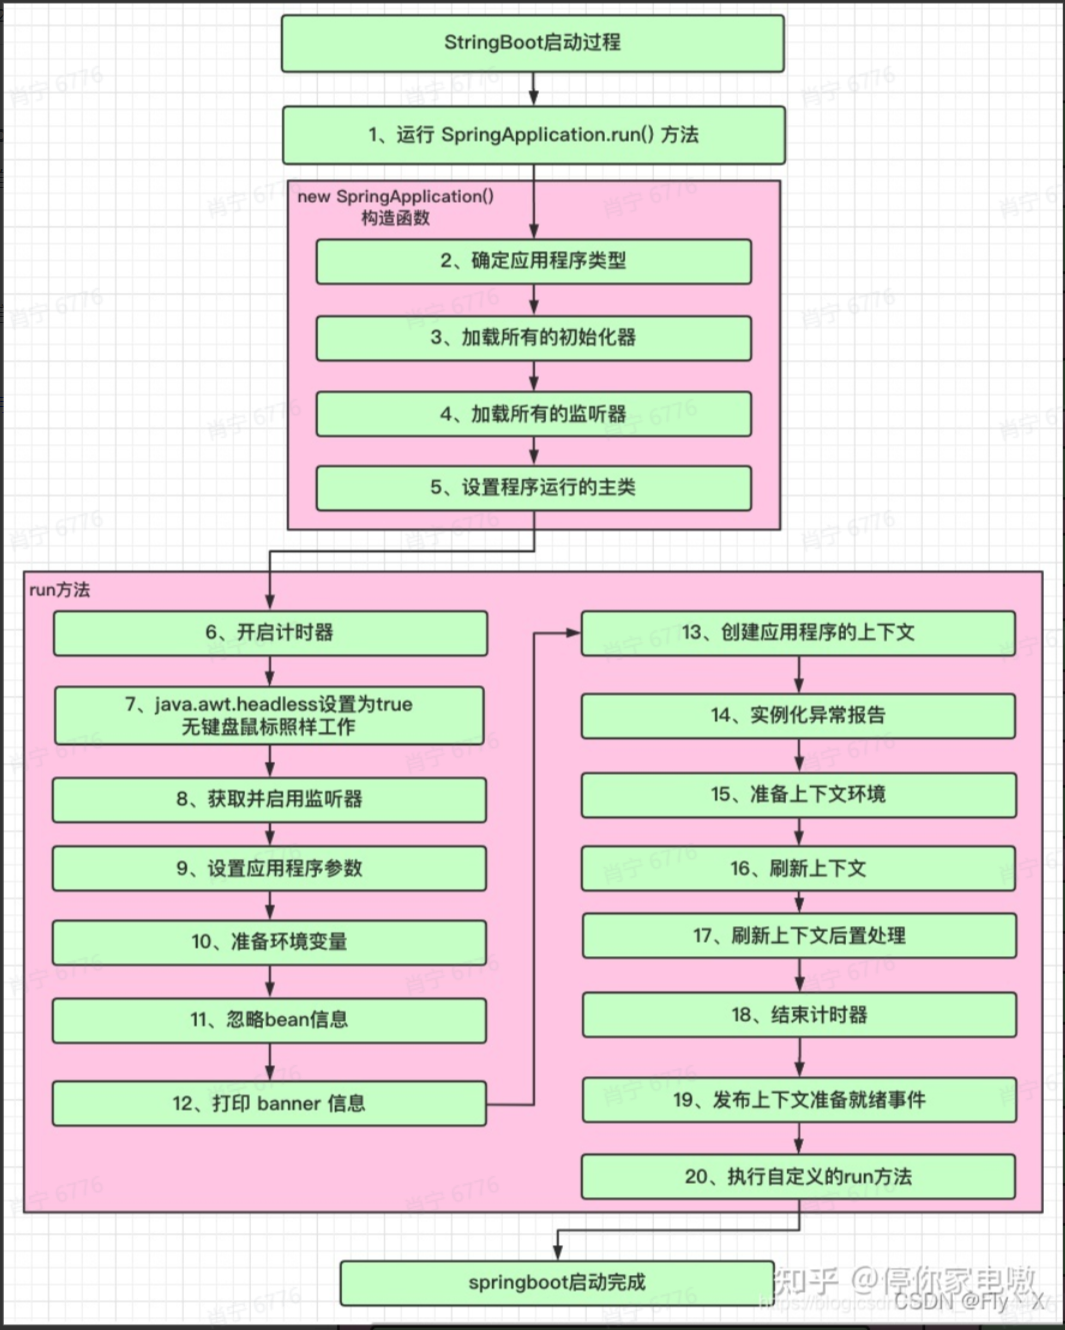 StringBoot启动过程
1、运行 SpringApplication.run() 方法
new SpringApplication()
构造函数
2、确定应用程序类型
3、加载所有的初始化器
4、加载所有的监听器
5、设置程序运行的主类
run方法
6、开启计时器
7、java.awt.headless设置为true
无键盘鼠标照样工作
8、获取并启用监听器
9、设置应用程序参数
10、准备环境变量
11、忽略bean信息
12、打印 banner 信息
13、创建应用程序的上下文
14、实例化异常报告
15、准备上下文环境
16、刷新上下文
17、刷新上下文后置处理
18、结束计时器
19、发布上下文准备就绪事件
20、执行自定义的run方法
springboot启动完成
知乎 @停你家电嗷
CSDN @Fly-X
肖宁 6776